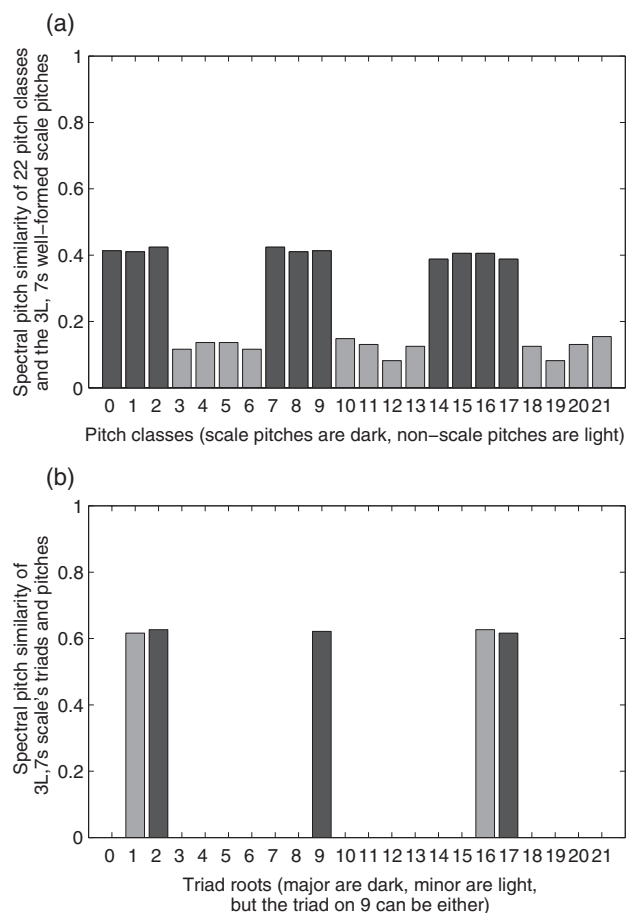 (a)
Spectral pitch similarity of 22 pitch classes
and the 3L, 7s well−formed scale pitches
1
0.8
0.6
0.4
0.2
0
0 1 2 3 4 5 6 7 8 9 10 11 12 13 14 15 16 17 18 19 20 21
Pitch classes (scale pitches are dark, non−scale pitches are light)
(b)
Spectral pitch similarity of
3L,7s scale's triads and pitches
1
0.8
0.6
0.4
0.2
0
0 1 2 3 4 5 6 7 8 9 10 11 12 13 14 15 16 17 18 19 20 21
Triad roots (major are dark, minor are light,
but the triad on 9 can be either)